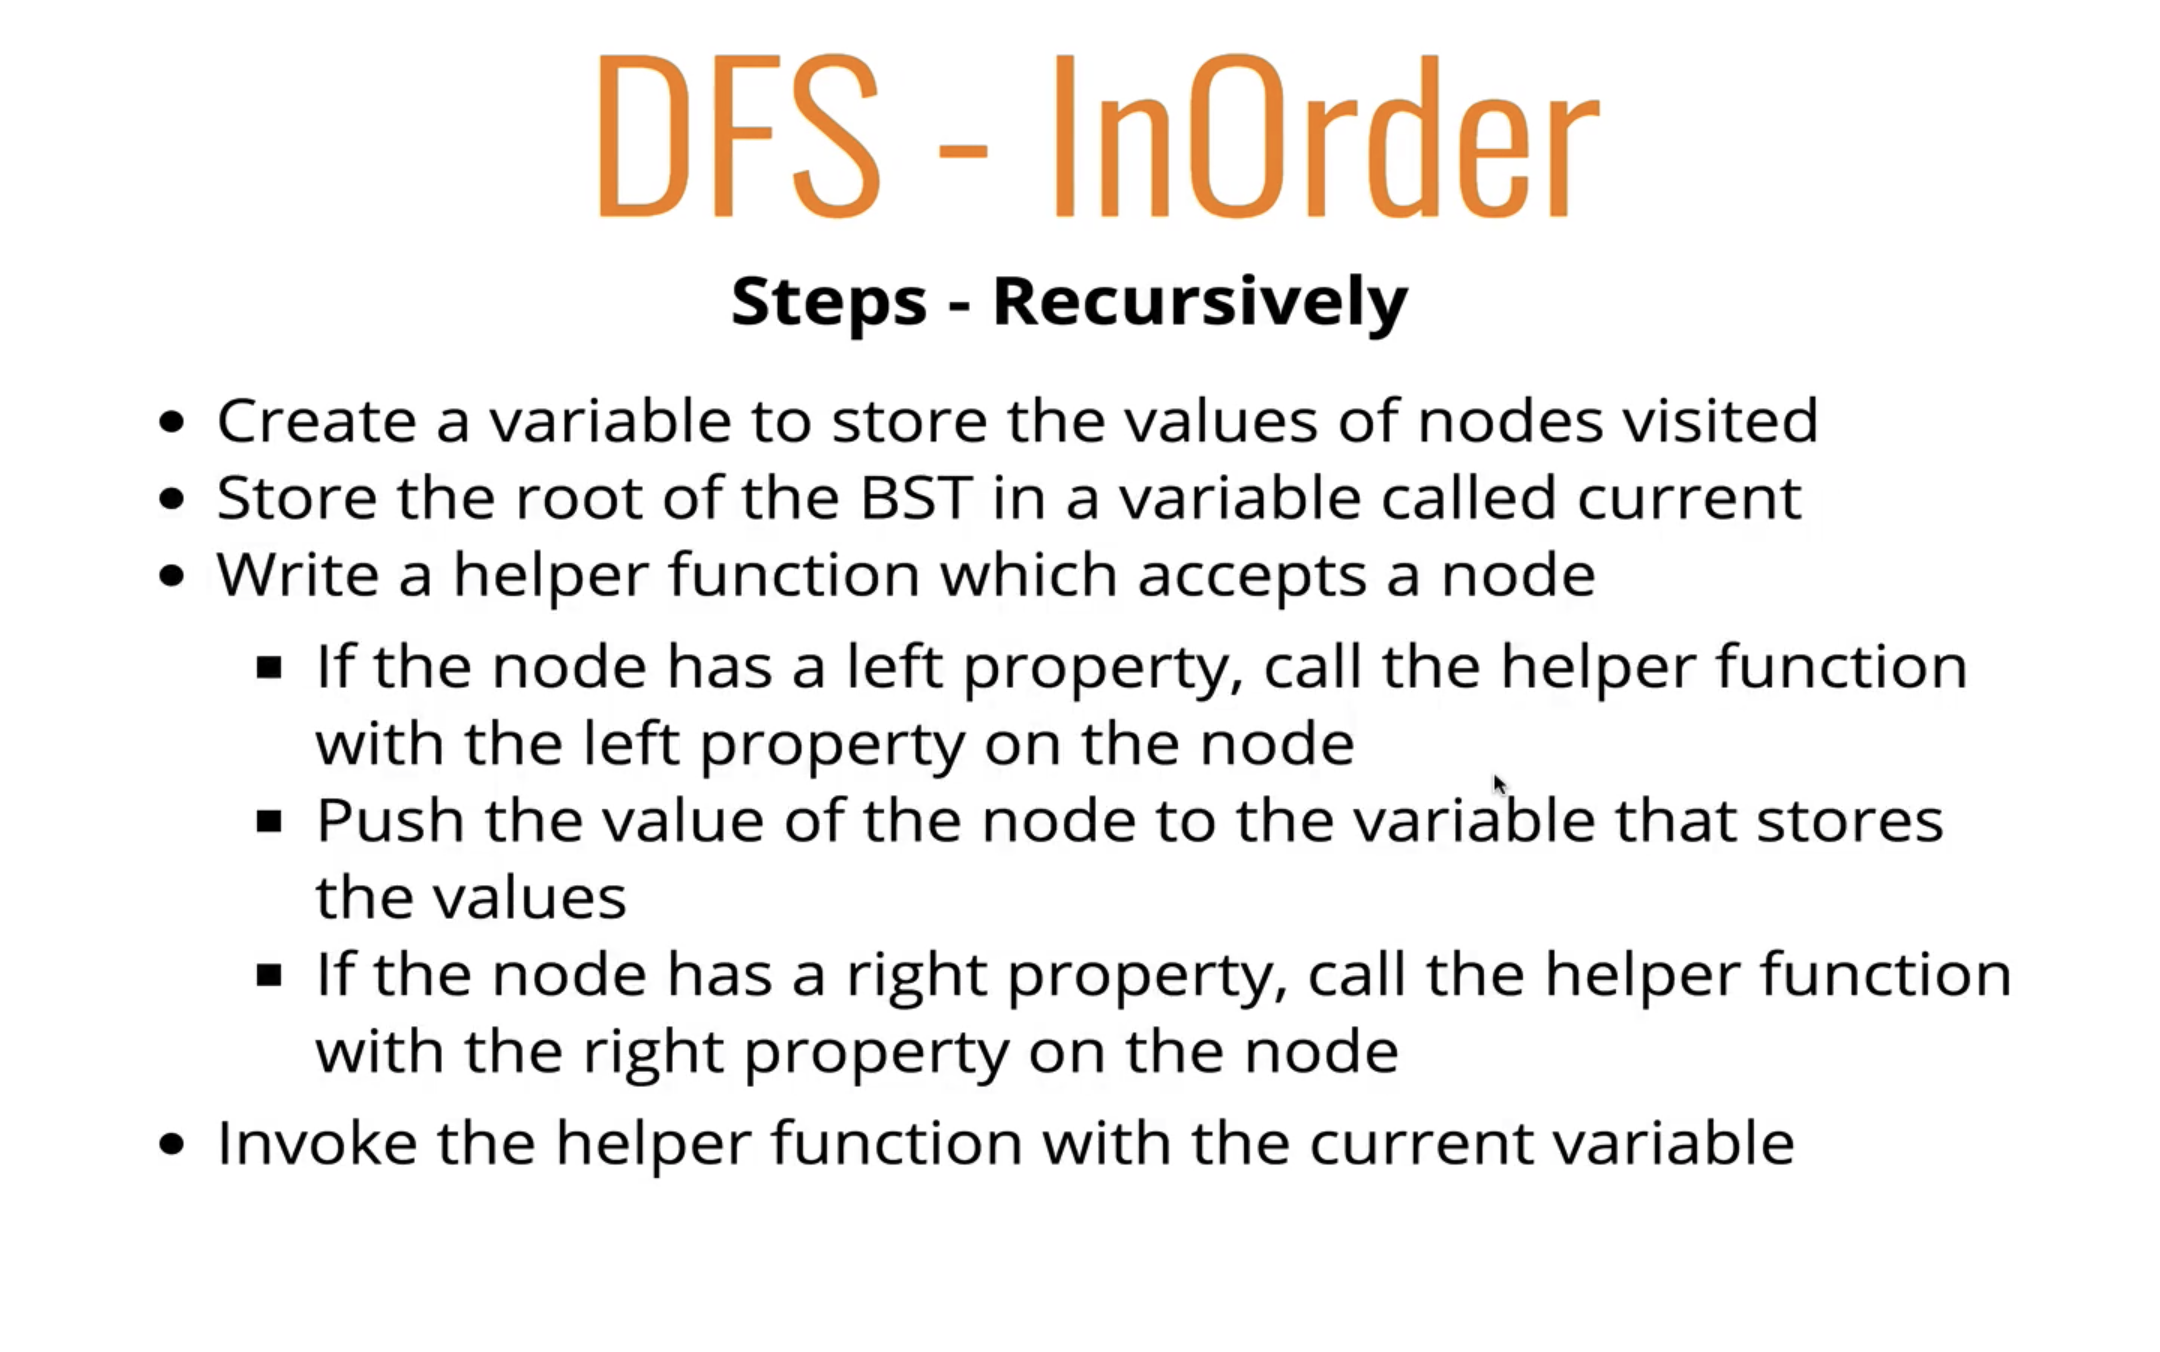 DFS - InOrder
Steps - Recursively
• Create a variable to store the values of nodes visited
• Store the root of the BST in a variable called current
• Write a helper function which accepts a node
▪ If the node has a left property, call the helper function
with the left property on the node
▪ Push the value of the node to the variable that stores
the values
▪ If the node has a right property, call the helper function
with the right property on the node
• Invoke the helper function with the current variable